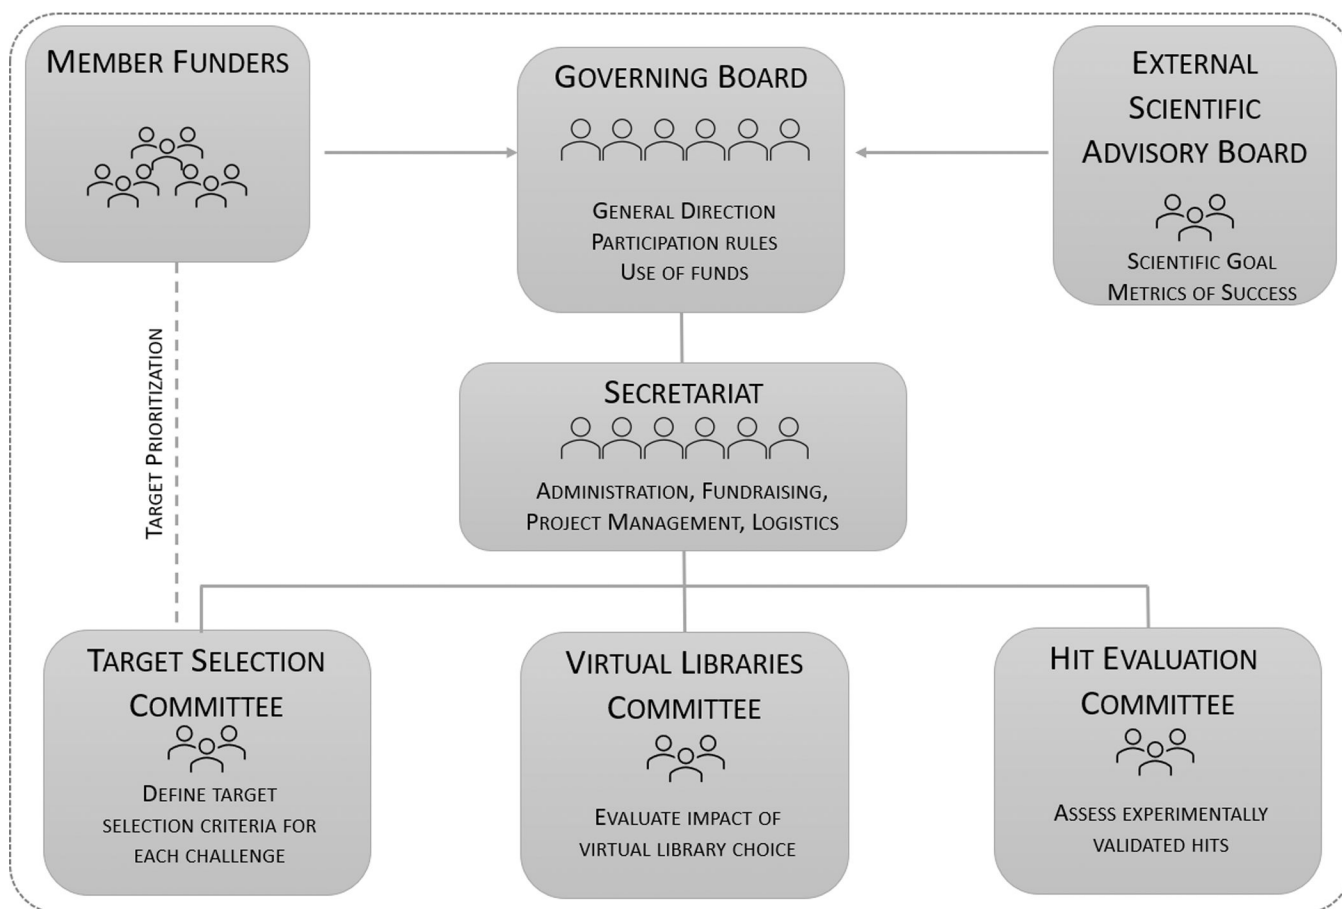 MEMBER FUNDERS
GOVERNING BOARD
GENERAL DIRECTION
PARTICIPATION RULES
USE OF FUNDS
EXTERNAL
SCIENTIFIC
ADVISORY BOARD
SCIENTIFIC GOAL
METRICS OF SUCCESS
TARGET PRIORITIZATION
SECRETARIAT
ADMINISTRATION, FUNDRAISING,
PROJECT MANAGEMENT, LOGISTICS
TARGET SELECTION
COMMITTEE
DEFINE TARGET
SELECTION CRITERIA FOR
EACH CHALLENGE
VIRTUAL LIBRARIES
COMMITTEE
EVALUATE IMPACT OF
VIRTUAL LIBRARY CHOICE
HIT EVALUATION
COMMITTEE
ASSESS EXPERIMENTALLY
VALIDATED HITS